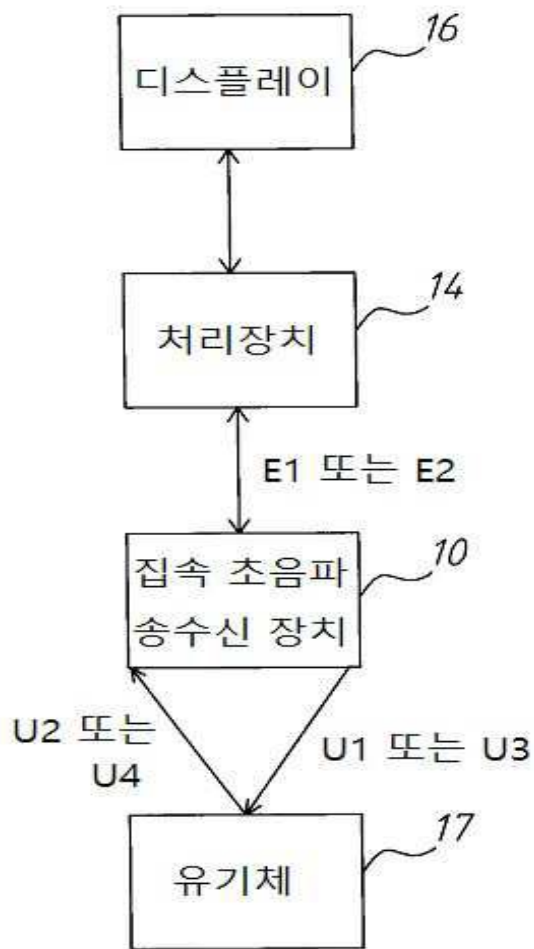 16
디스플레이
14
처리장치
E1 또는 E2
집속 초음파
송수신 장치
10
U2 또는
U4
U1 또는 U3
17
유기체